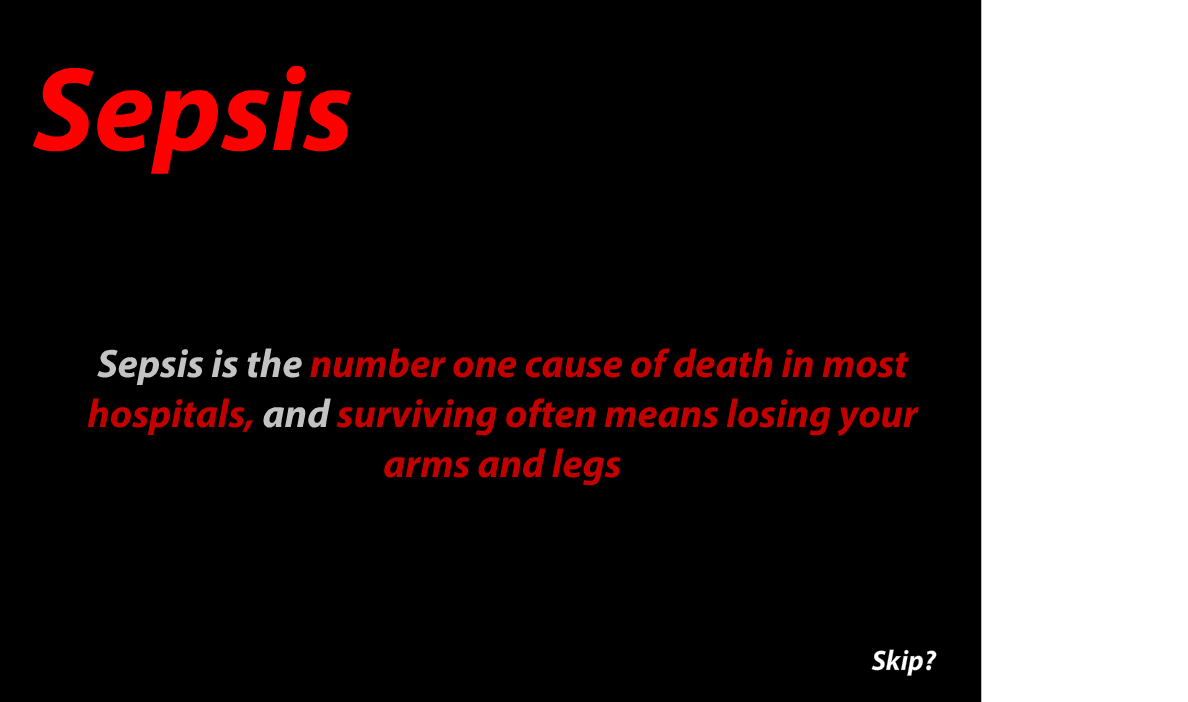 Sepsis
Sepsis is the number one cause of death in most
hospitals, and surviving often means losing your
arms and legs
Skip?